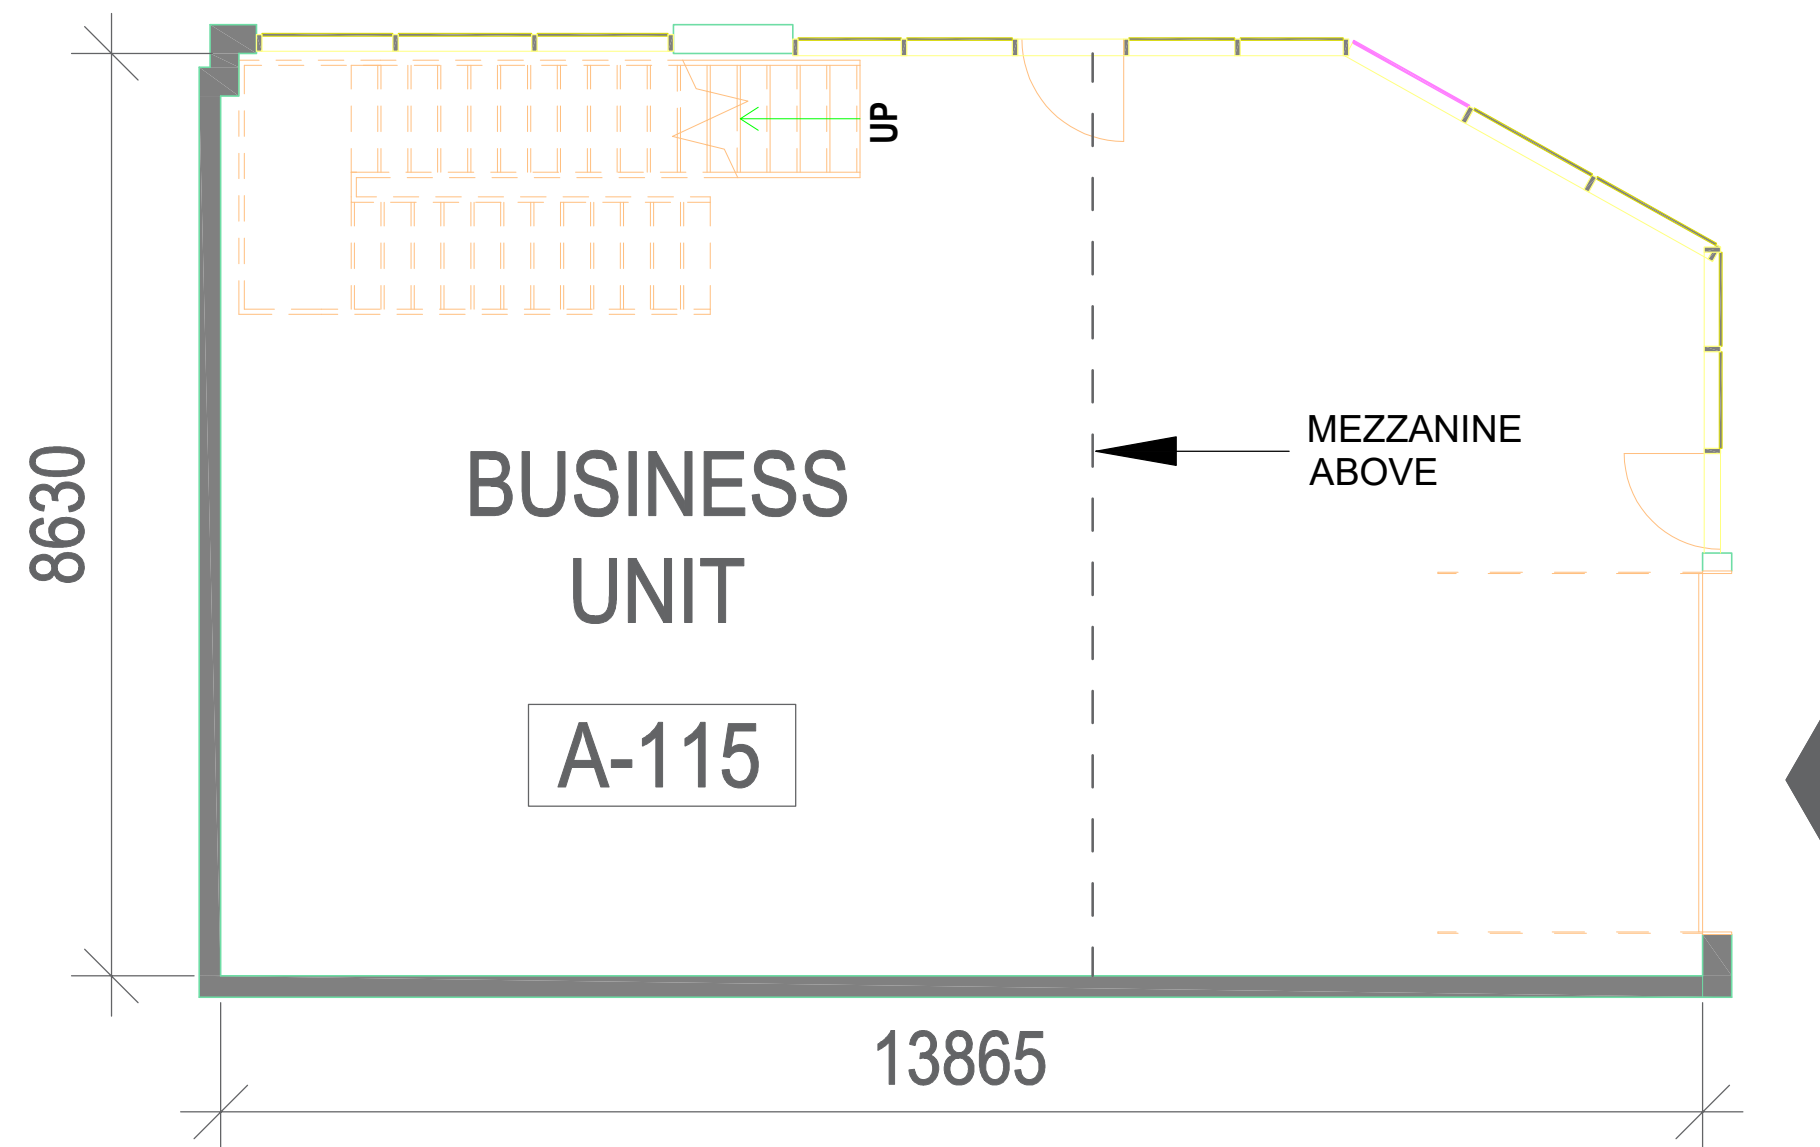 UP
MEZZANINE
ABOVE
8630
BUSINESS
UNIT
A-115
13865